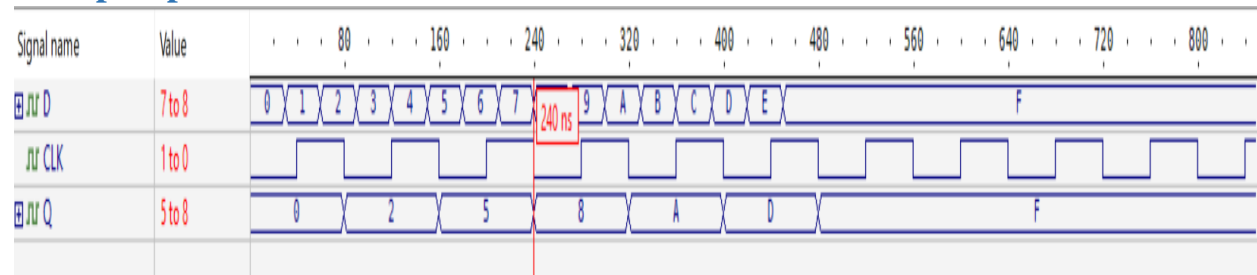 Signal name Value 80 160 240 320 400 480 560 640 720 800
D 7 to 8 0 1 2 3 4 5 6 7 9 A B C D E F
240 ns
CLK 1 to 0
Q 5 to 8 0 2 5 8 A D F